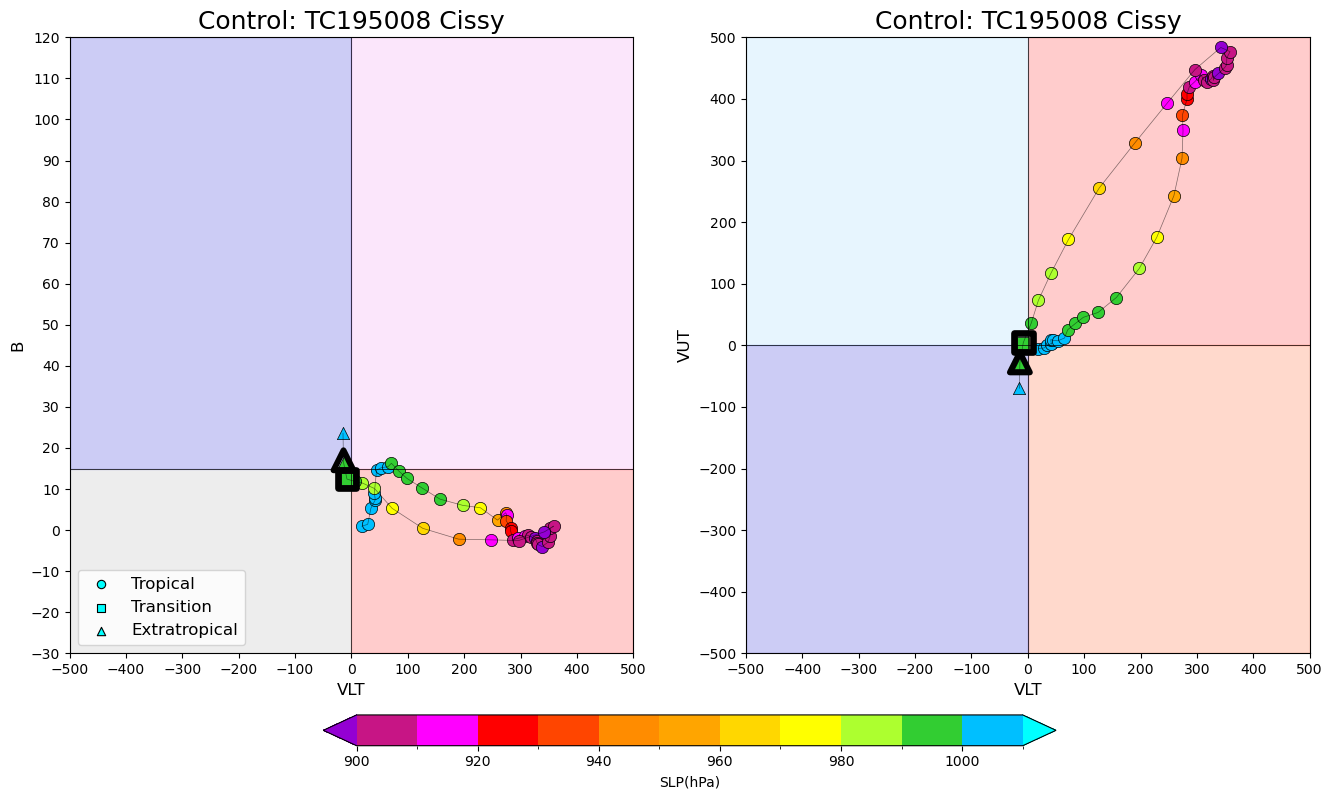 Control: TC195008 Cissy
120
110
100
90
80
70
60
50
40
30
20
10
0
−10
−20
−30
B
Tropical
Transition
Extratropical
−500 −400 −300 −200 −100 0 100 200 300 400 500
VLT
Control: TC195008 Cissy
500
400
300
200
100
0
−100
−200
−300
−400
−500
VUT
−500 −400 −300 −200 −100 0 100 200 300 400 500
VLT
900 920 940 960 980 1000
SLP(hPa)